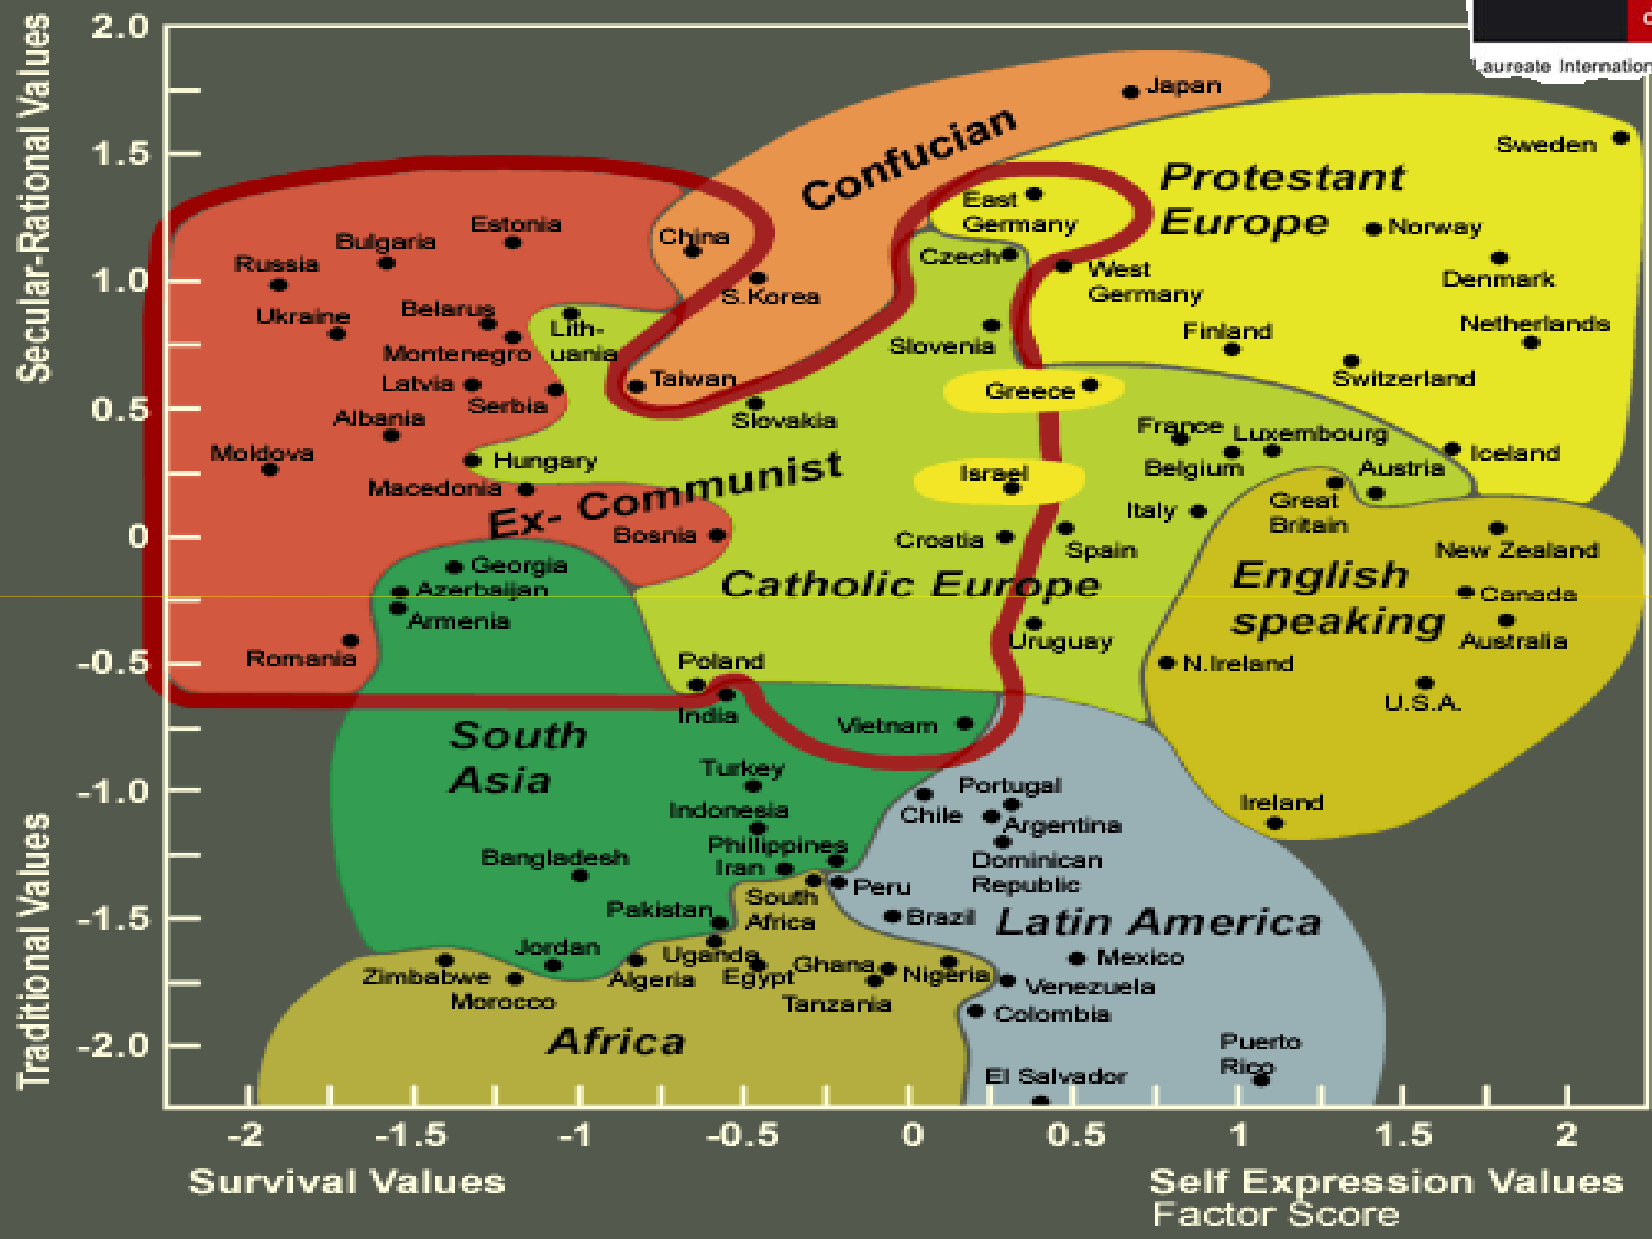 Laureate Internation
2.0
1.5
1.0
0.5
0
-0.5
-1.0
-1.5
-2.0
Secular-Rational Values
Traditional Values
Japan
Confucian
Sweden
Protestant
Europe
East
Germany
Norway
Estonia
Bulgaria
China
Russia
Czech
West
Germany
Denmark
S.Korea
Ukraine
Belarus
Lith-
uania
Montenegro
Slovenia
Finland
Netherlands
Latvia
Serbia
Taiwan
Greece
Switzerland
Albania
Slovakia
France
Luxembourg
Moldova
Hungary
Belgium
Austria
Iceland
Macedonia
Ex- Communist
Israel
Great
Britain
Italy
Bosnia
Croatia
Spain
New Zealand
Georgia
Azerbaijan
Armenia
Catholic Europe
English
speaking
Canada
Australia
Romania
Poland
Uruguay
N.Ireland
India
U.S.A.
South
Asia
Vietnam
Turkey
Portugal
Indonesia
Chile
Argentina
Ireland
Phillippines
Bangladesh
Iran
Dominican
Republic
Peru
South
Africa
Pakistan
Brazil
Latin America
Jordan
Uganda
Zimbabwe
Algeria
Egypt
Ghana
Nigeria
Mexico
Morocco
Tanzania
Venezuela
Colombia
Africa
Puerto
Rico
El Salvador
-2
-1.5
-1
-0.5
0
0.5
1
1.5
2
Survival Values
Self Expression Values
Factor Score